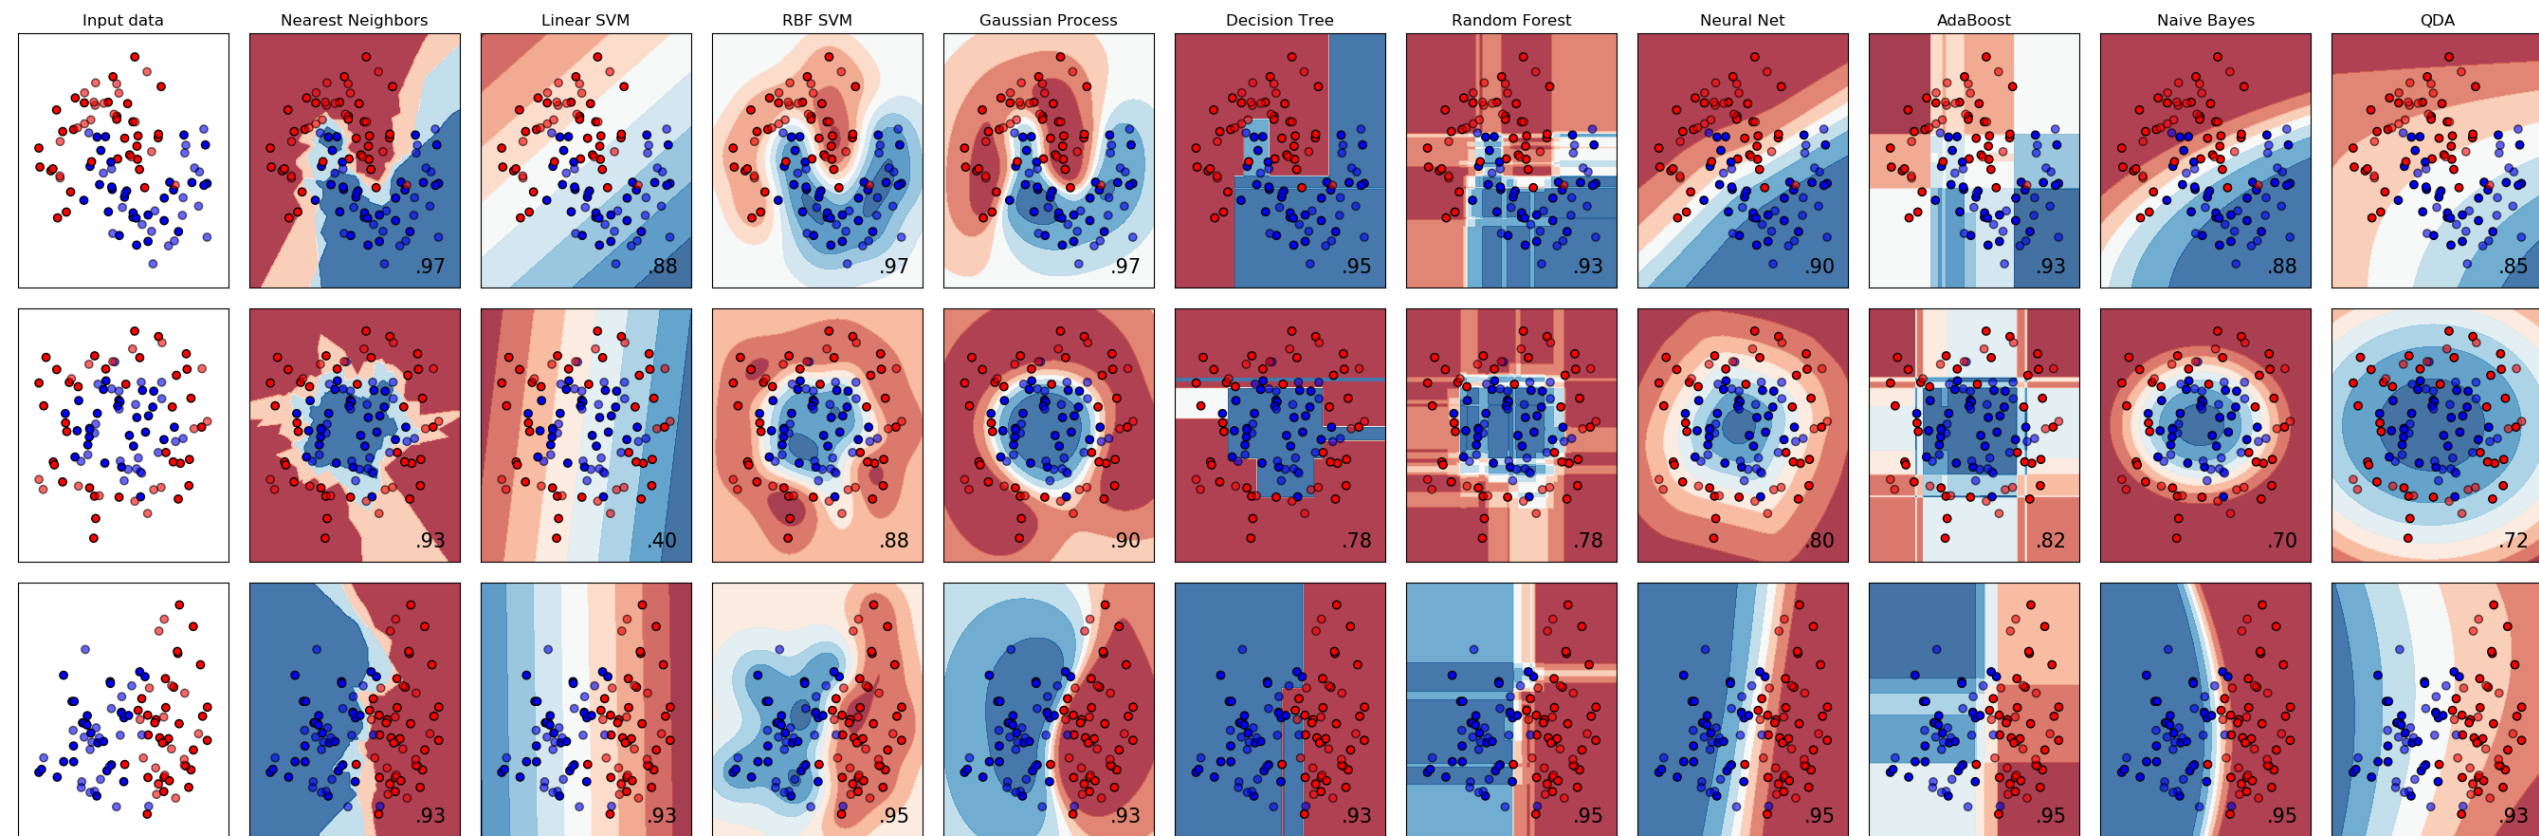 Input data Nearest Neighbors Linear SVM RBF SVM Gaussian Process Decision Tree Random Forest Neural Net AdaBoost Naive Bayes QDA
.97 .88 .97 .97 .95 .93 .90 .93 .88 .85
.93 .40 .88 .90 .78 .78 .80 .82 .70 .72
.93 .93 .95 .93 .93 .95 .95 .95 .95 .93